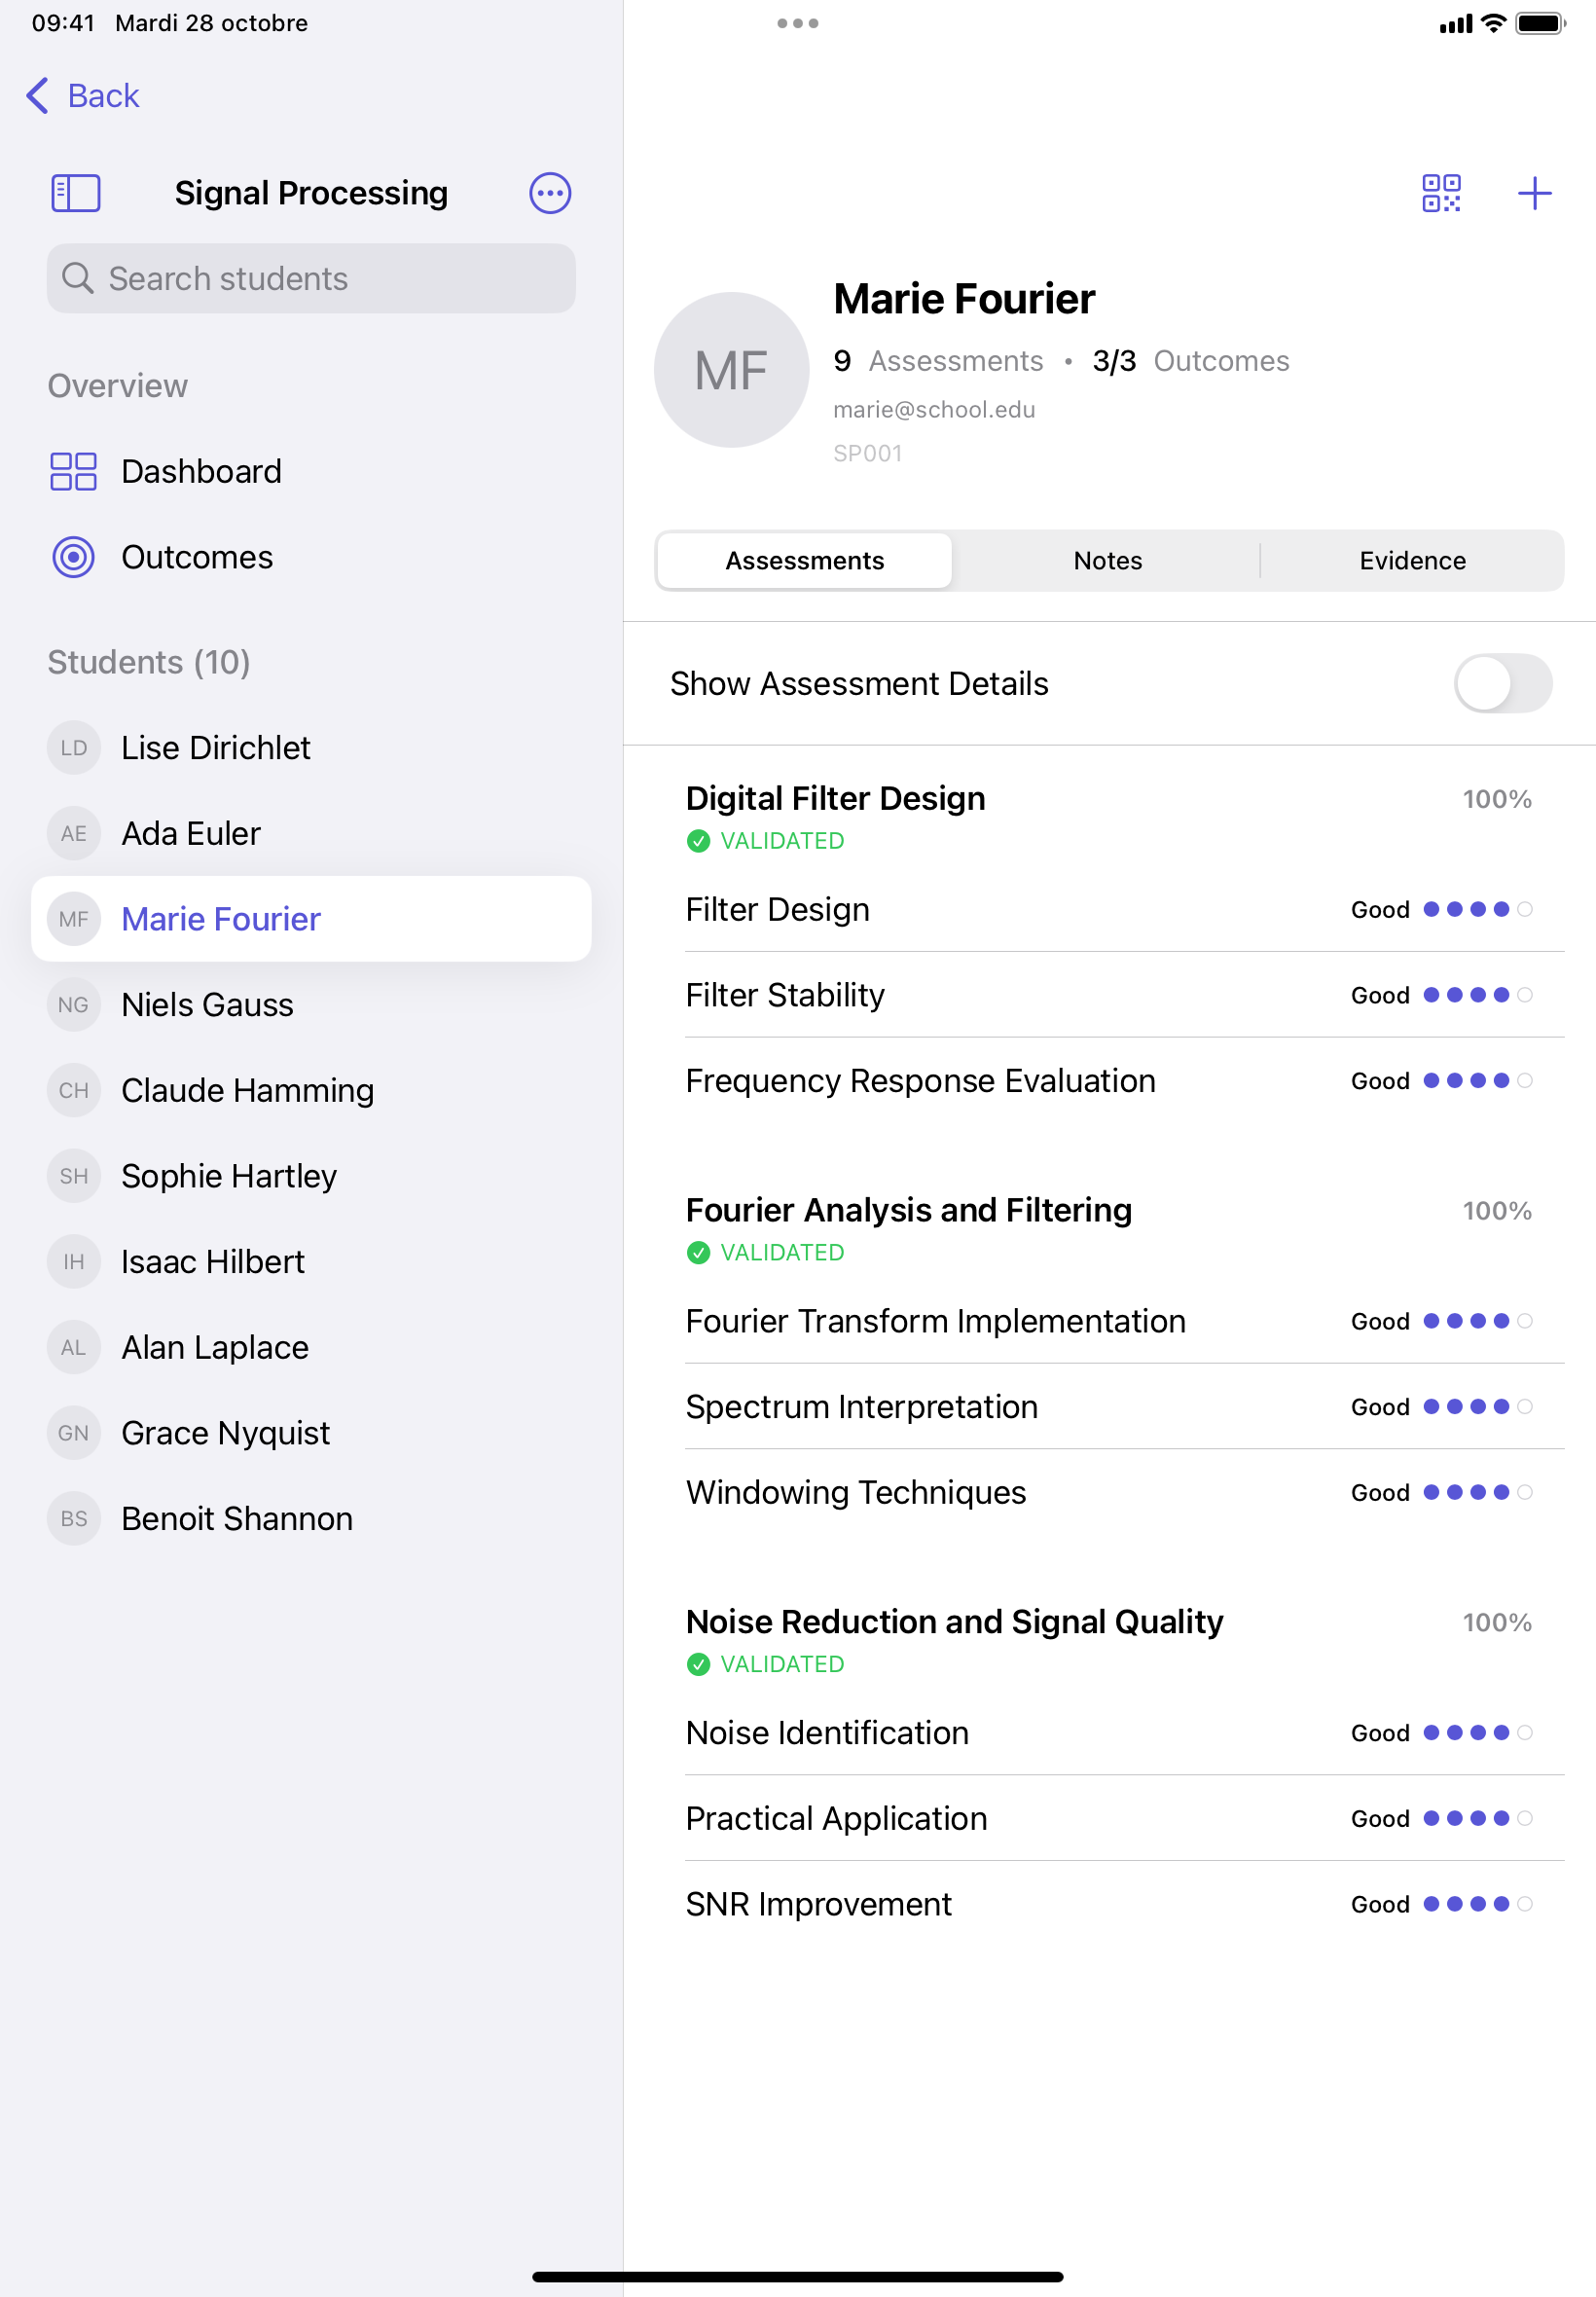 09:41 Mardi 28 octobre
Back
Signal Processing
Search students
Overview
Dashboard
Outcomes
Students (10)
LD Lise Dirichlet
AE Ada Euler
MF Marie Fourier
NG Niels Gauss
CH Claude Hamming
SH Sophie Hartley
IH Isaac Hilbert
AL Alan Laplace
GN Grace Nyquist
BS Benoit Shannon
MF
Marie Fourier
9 Assessments • 3/3 Outcomes
marie@school.edu
SP001
Assessments Notes Evidence
Show Assessment Details
Digital Filter Design 100%
VALIDATED
Filter Design Good
Filter Stability Good
Frequency Response Evaluation Good
Fourier Analysis and Filtering 100%
VALIDATED
Fourier Transform Implementation Good
Spectrum Interpretation Good
Windowing Techniques Good
Noise Reduction and Signal Quality 100%
VALIDATED
Noise Identification Good
Practical Application Good
SNR Improvement Good